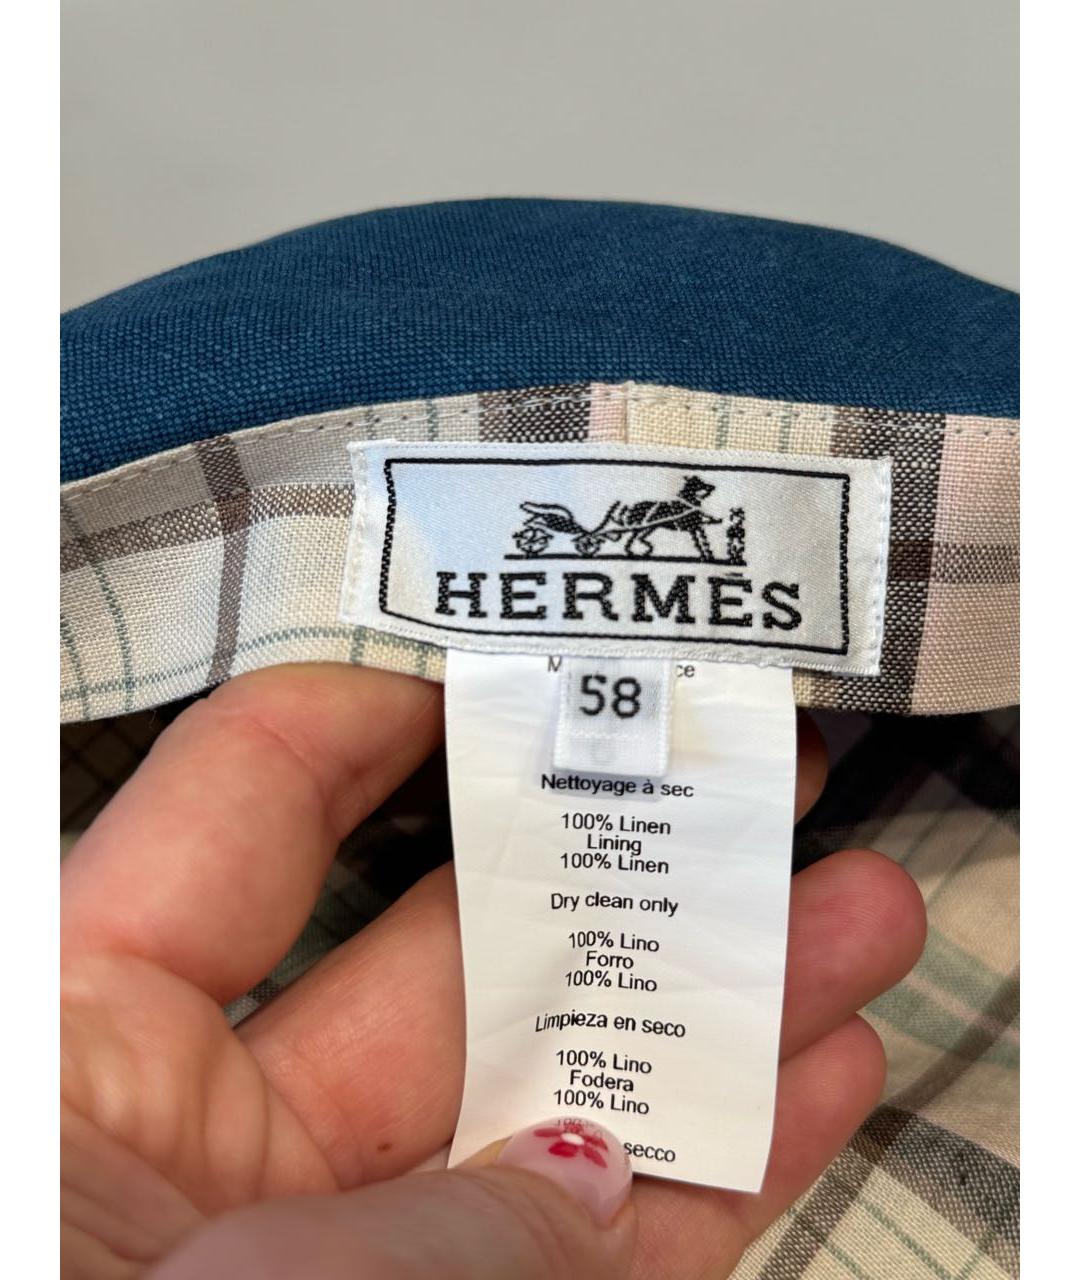 HERMÈS
58
Nettoyage à sec
100% Linen
Lining
100% Linen
Dry clean only
100% Lino
Forro
100% Lino
Limpieza en seco
100% Lino
Fodera
100% Lino
secco